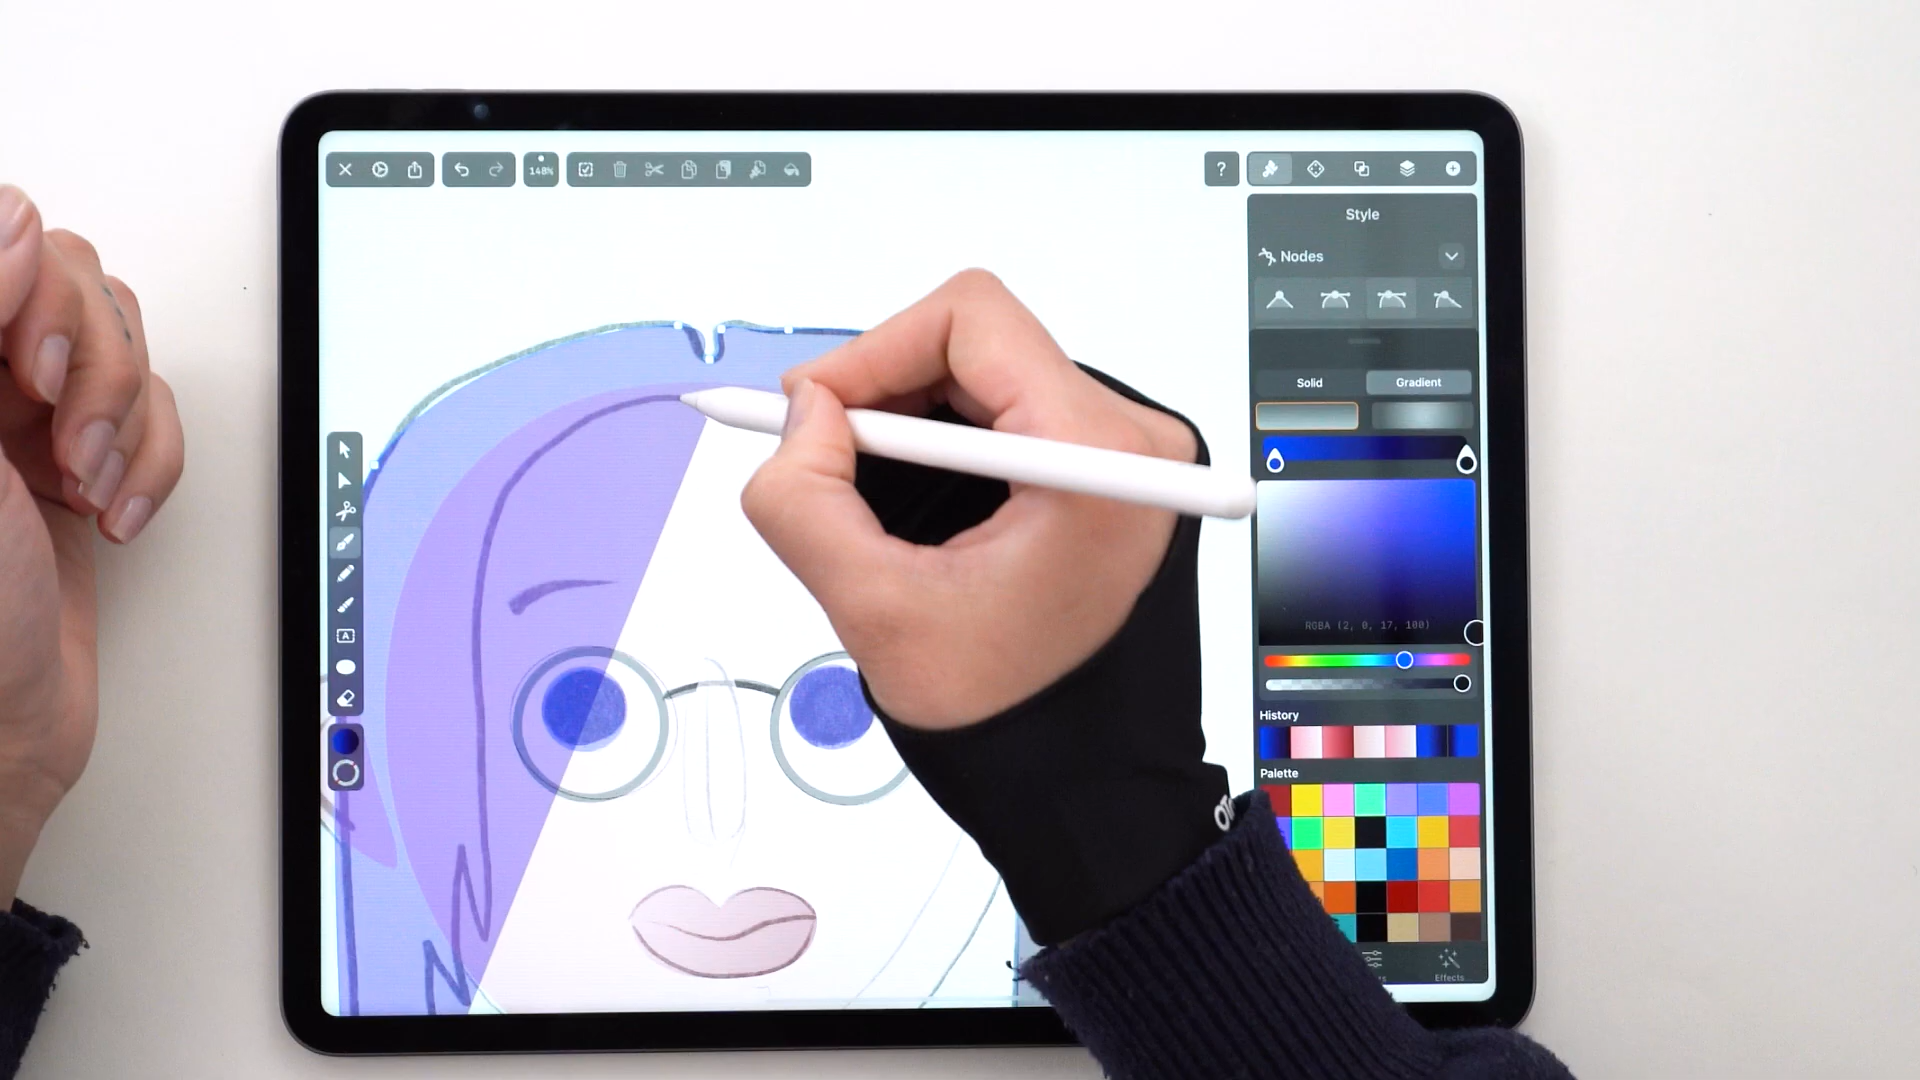 148%
?
Style
Nodes
Solid
Gradient
RGBA (2, 0, 17, 100)
History
Palette
A
Effects